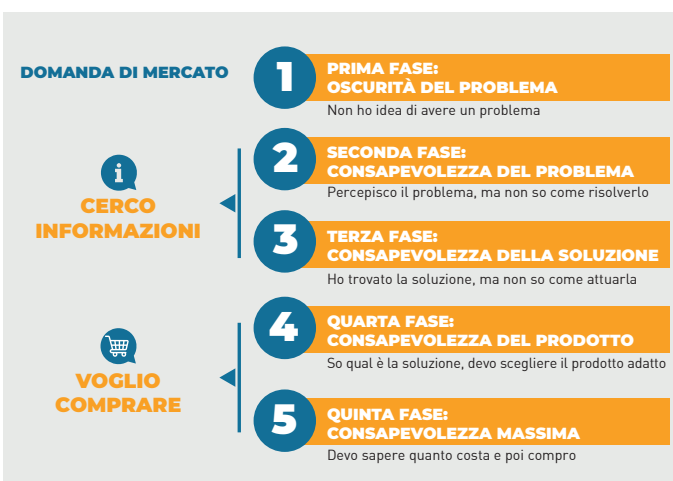 DOMANDA DI MERCATO
1
PRIMA FASE:
OSCURITÀ DEL PROBLEMA
Non ho idea di avere un problema
i
CERCO
INFORMAZIONI
2
SECONDA FASE:
CONSAPEVOLEZZA DEL PROBLEMA
Percepisco il problema, ma non so come risolverlo
3
TERZA FASE:
CONSAPEVOLEZZA DELLA SOLUZIONE
Ho trovato la soluzione, ma non so come attuarla
VOGLIO
COMPRARE
4
QUARTA FASE:
CONSAPEVOLEZZA DEL PRODOTTO
So qual è la soluzione, devo scegliere il prodotto adatto
5
QUINTA FASE:
CONSAPEVOLEZZA MASSIMA
Devo sapere quanto costa e poi compro